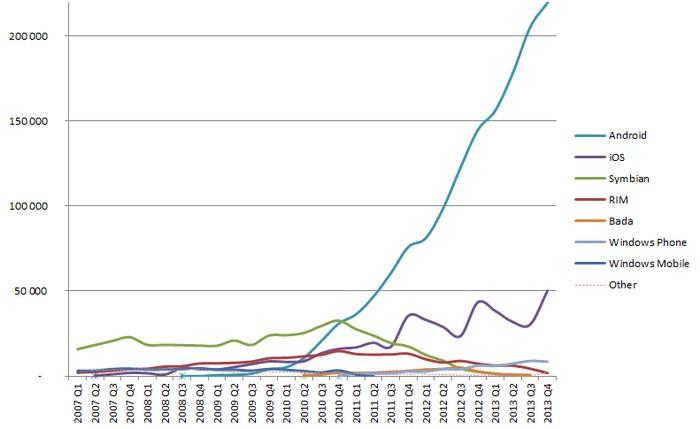 200 000
150 000
100 000
50 000
-
2007 Q1
2007 Q2
2007 Q3
2007 Q4
2008 Q1
2008 Q2
2008 Q3
2008 Q4
2009 Q1
2009 Q2
2009 Q3
2009 Q4
2010 Q1
2010 Q2
2010 Q3
2010 Q4
2011 Q1
2011 Q2
2011 Q3
2011 Q4
2012 Q1
2012 Q2
2012 Q3
2012 Q4
2013 Q1
2013 Q2
2013 Q3
2013 Q4
Android
iOS
Symbian
RIM
Bada
Windows Phone
Windows Mobile
Other